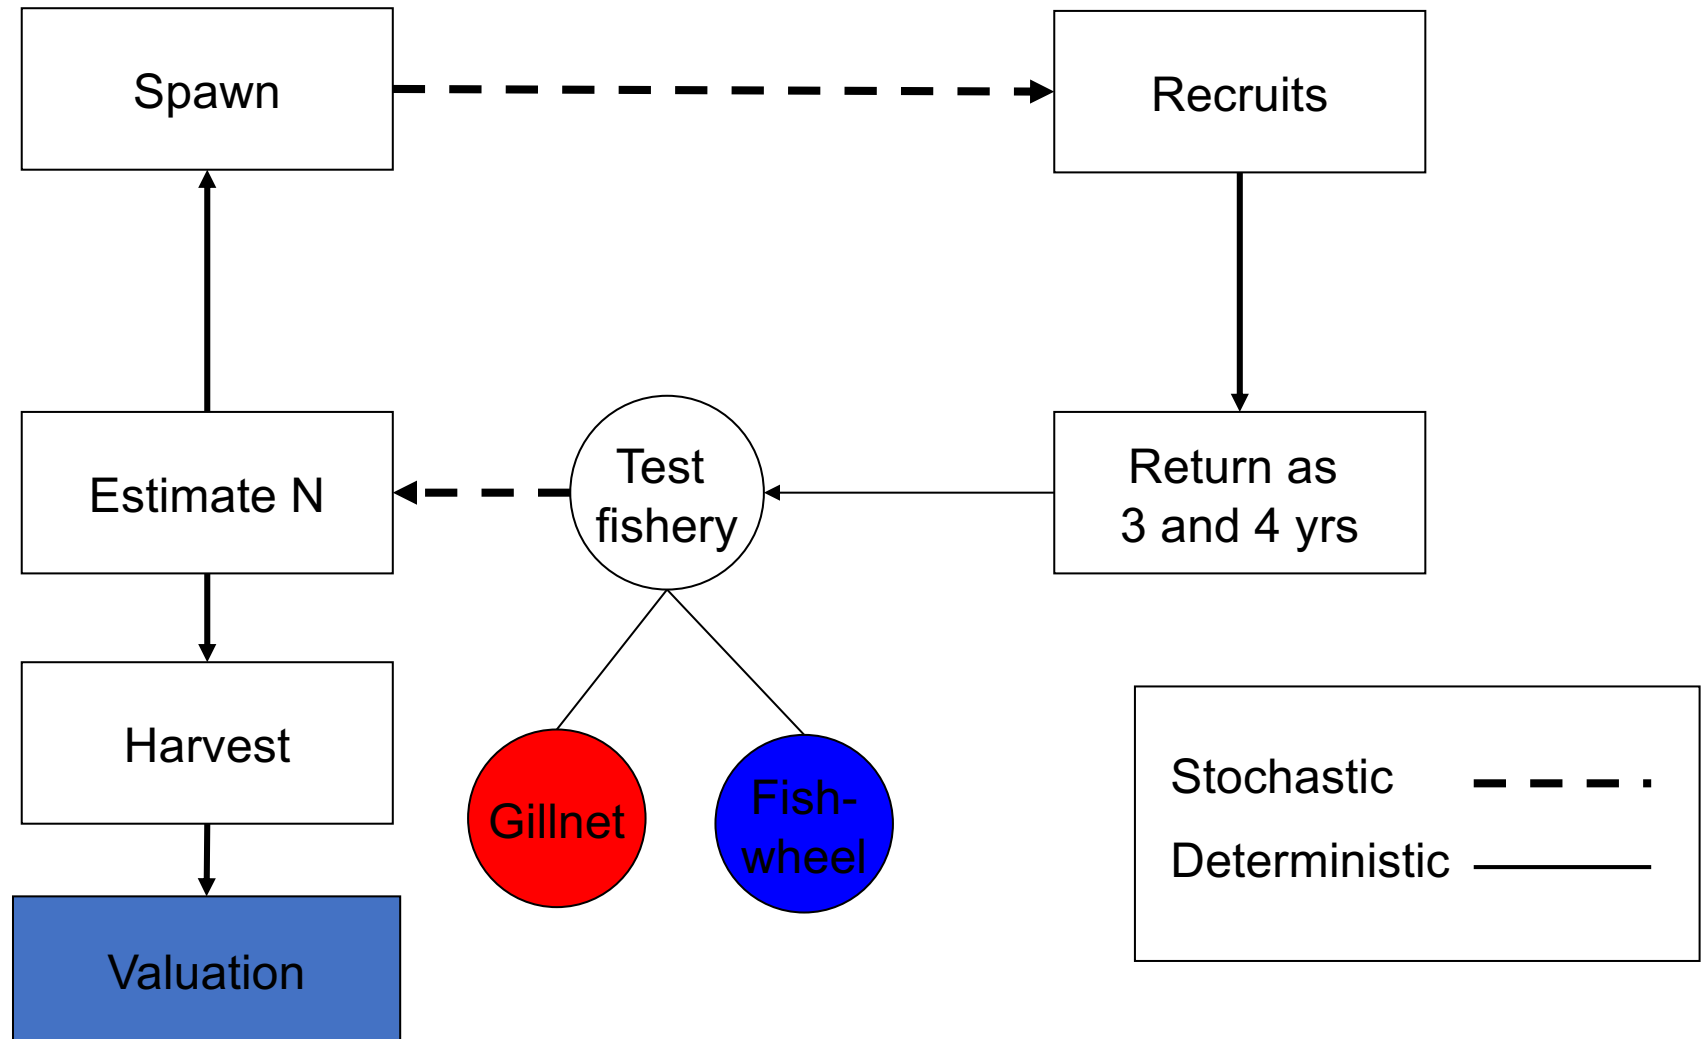 Spawn
Recruits
Estimate N
Test
fishery
Return as
3 and 4 yrs
Harvest
Gillnet
Fish-
wheel
Stochastic
Deterministic
Valuation